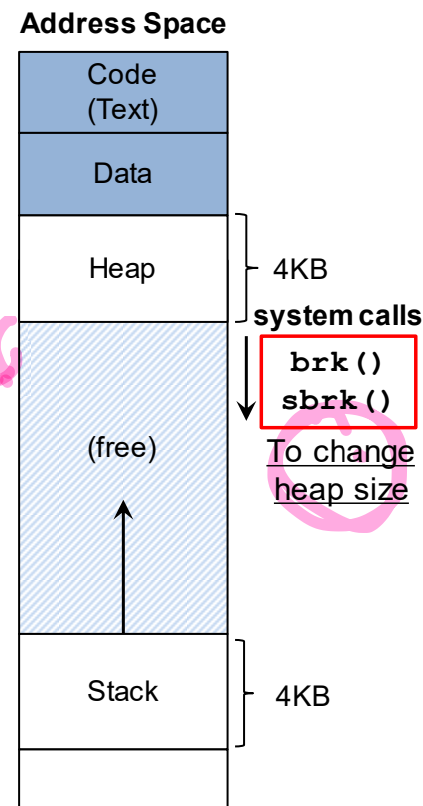 Address Space
Code
(Text)
Data
Heap
4KB
system calls
brk()
sbrk()
(free)
To change
heap size
Stack
4KB